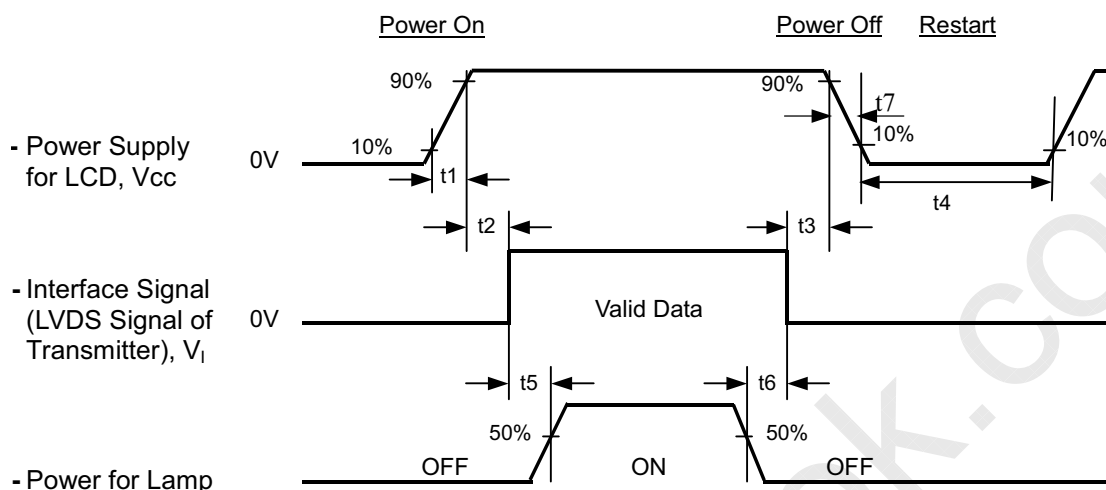 Power On Power Off Restart
90% 90% t7
10% 10% 10%
- Power Supply
for LCD, Vcc
0V
t1 t4
t2 t3
- Interface Signal
(LVDS Signal of
Transmitter), VI
0V
Valid Data
t5 t6
50% 50%
OFF ON OFF
- Power for Lamp